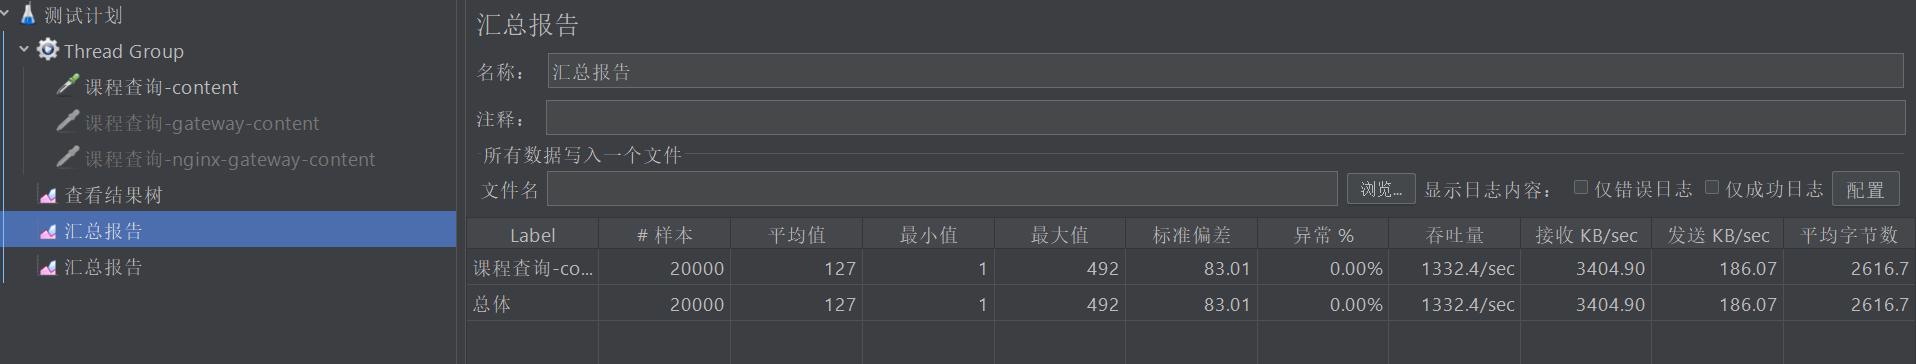 测试计划
Thread Group
课程查询-content
课程查询-gateway-content
课程查询-nginx-gateway-content
查看结果树
汇总报告
汇总报告
汇总报告
名称： 汇总报告
注释：
所有数据写入一个文件
文件名 浏览... 显示日志内容： 仅错误日志 仅成功日志 配置
Label # 样本 平均值 最小值 最大值 标准偏差 异常 % 吞吐量 接收 KB/sec 发送 KB/sec 平均字节数
课程查询-co... 20000 127 1 492 83.01 0.00% 1332.4/sec 3404.90 186.07 2616.7
总体 20000 127 1 492 83.01 0.00% 1332.4/sec 3404.90 186.07 2616.7